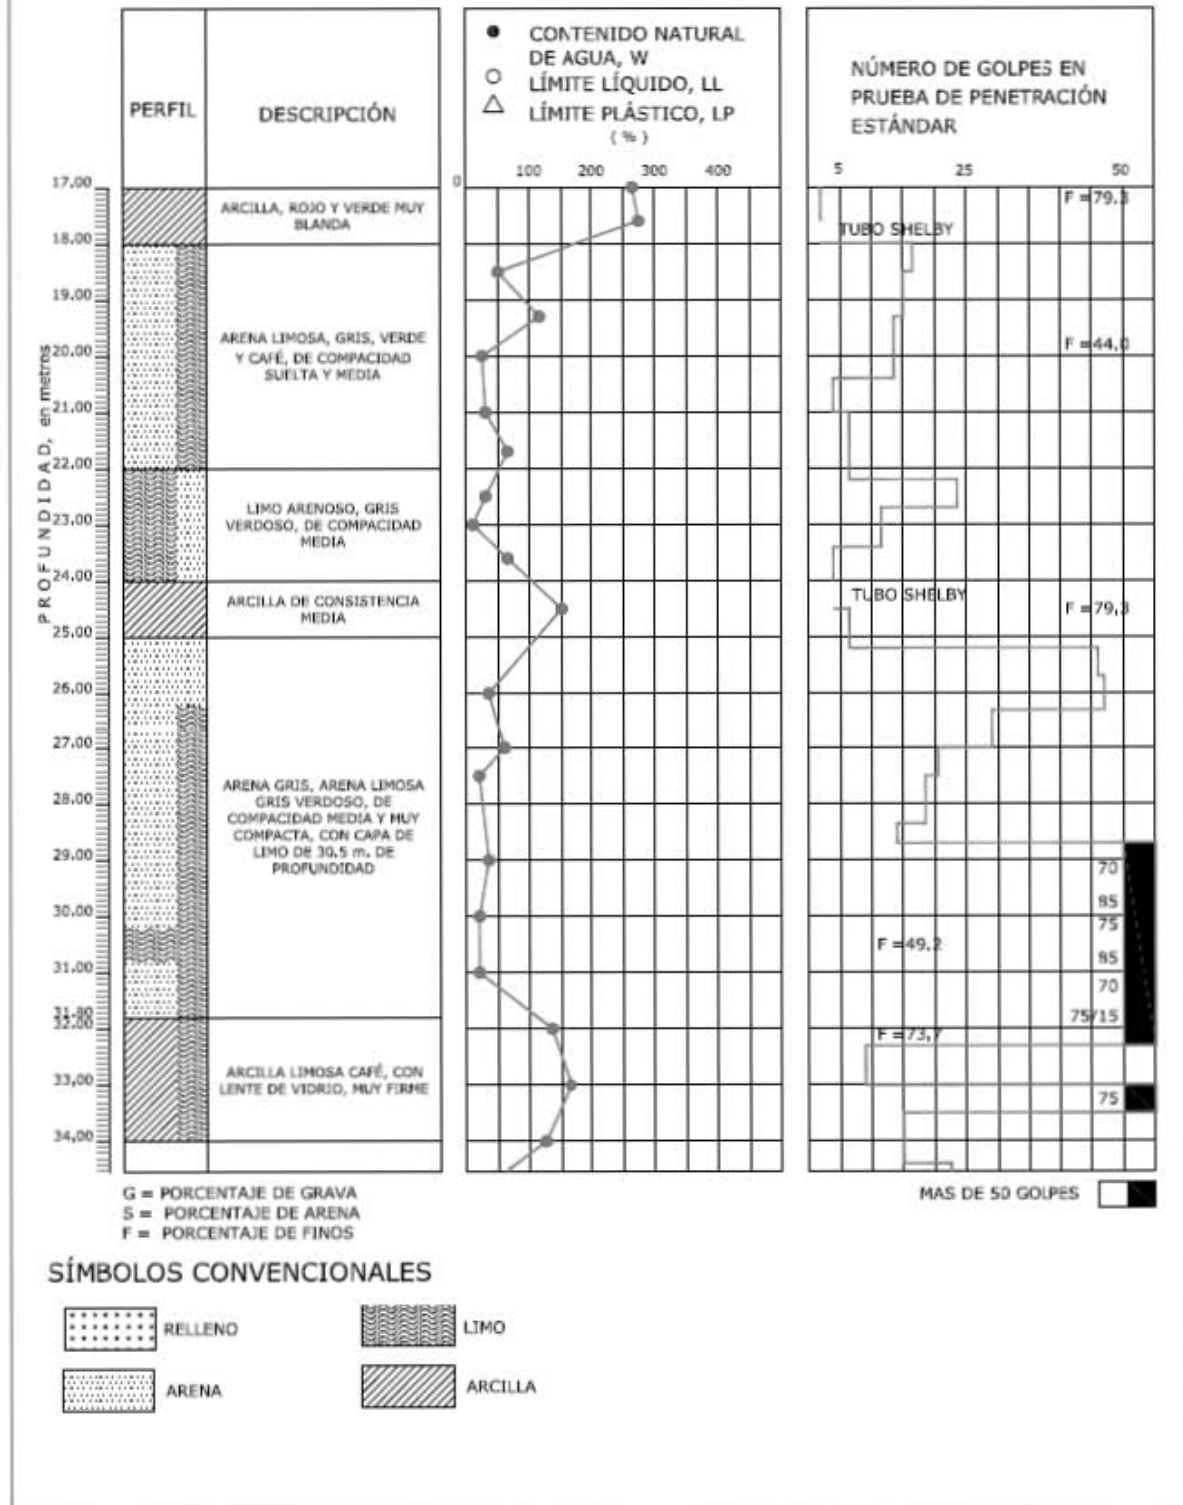 PERFIL
DESCRIPCIÓN
CONTENIDO NATURAL
DE AGUA, W
LÍMITE LÍQUIDO, LL
LÍMITE PLÁSTICO, LP
( % )
0
100
200
300
400
NÚMERO DE GOLPES EN
PRUEBA DE PENETRACIÓN
ESTÁNDAR
5
25
50
PROFUNDIDAD, en metros
17.00
18.00
19.00
20.00
21.00
22.00
23.00
24.00
25.00
26.00
27.00
28.00
29.00
30.00
31.00
31.80
32.00
33,00
34,00
ARCILLA, ROJO Y VERDE MUY
BLANDA
ARENA LIMOSA, GRIS, VERDE
Y CAFÉ, DE COMPACIDAD
SUELTA Y MEDIA
LIMO ARENOSO, GRIS
VERDOSO, DE COMPACIDAD
MEDIA
ARCILLA DE CONSISTENCIA
MEDIA
ARENA GRIS, ARENA LIMOSA
GRIS VERDOSO, DE
COMPACIDAD MEDIA Y MUY
COMPACTA, CON CAPA DE
LIMO DE 30.5 m. DE
PROFUNDIDAD
ARCILLA LIMOSA CAFÉ, CON
LENTE DE VIDRIO, MUY FIRME
F =79.3
TUBO SHELBY
F =44.0
TUBO SHELBY
F =79,3
70
95
75
F =49.2
95
70
75/15
F =73,7
75
MAS DE 50 GOLPES
G = PORCENTAJE DE GRAVA
S = PORCENTAJE DE ARENA
F = PORCENTAJE DE FINOS
SÍMBOLOS CONVENCIONALES
RELLENO
LIMO
ARENA
ARCILLA